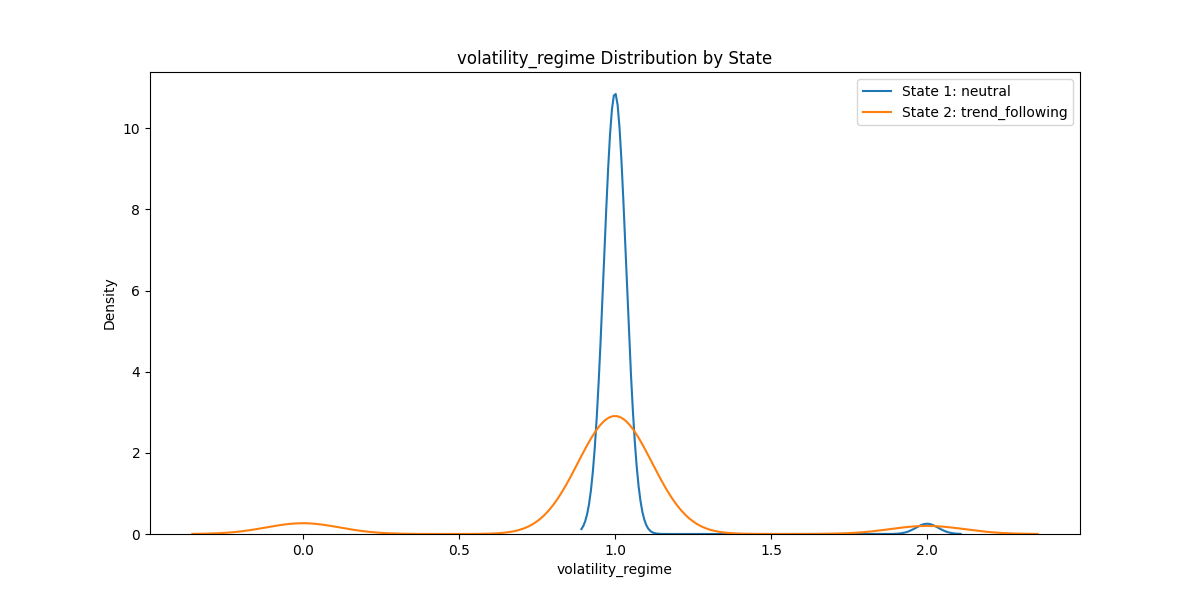 volatility_regime Distribution by State
State 1: neutral
State 2: trend_following
10
8
6
4
2
0
Density
0.0 0.5 1.0 1.5 2.0
volatility_regime